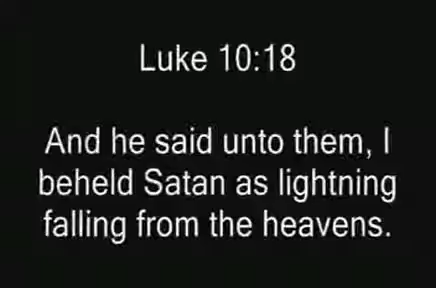 Luke 10:18
And he said unto them, I
beheld Satan as lightning
falling from the heavens.